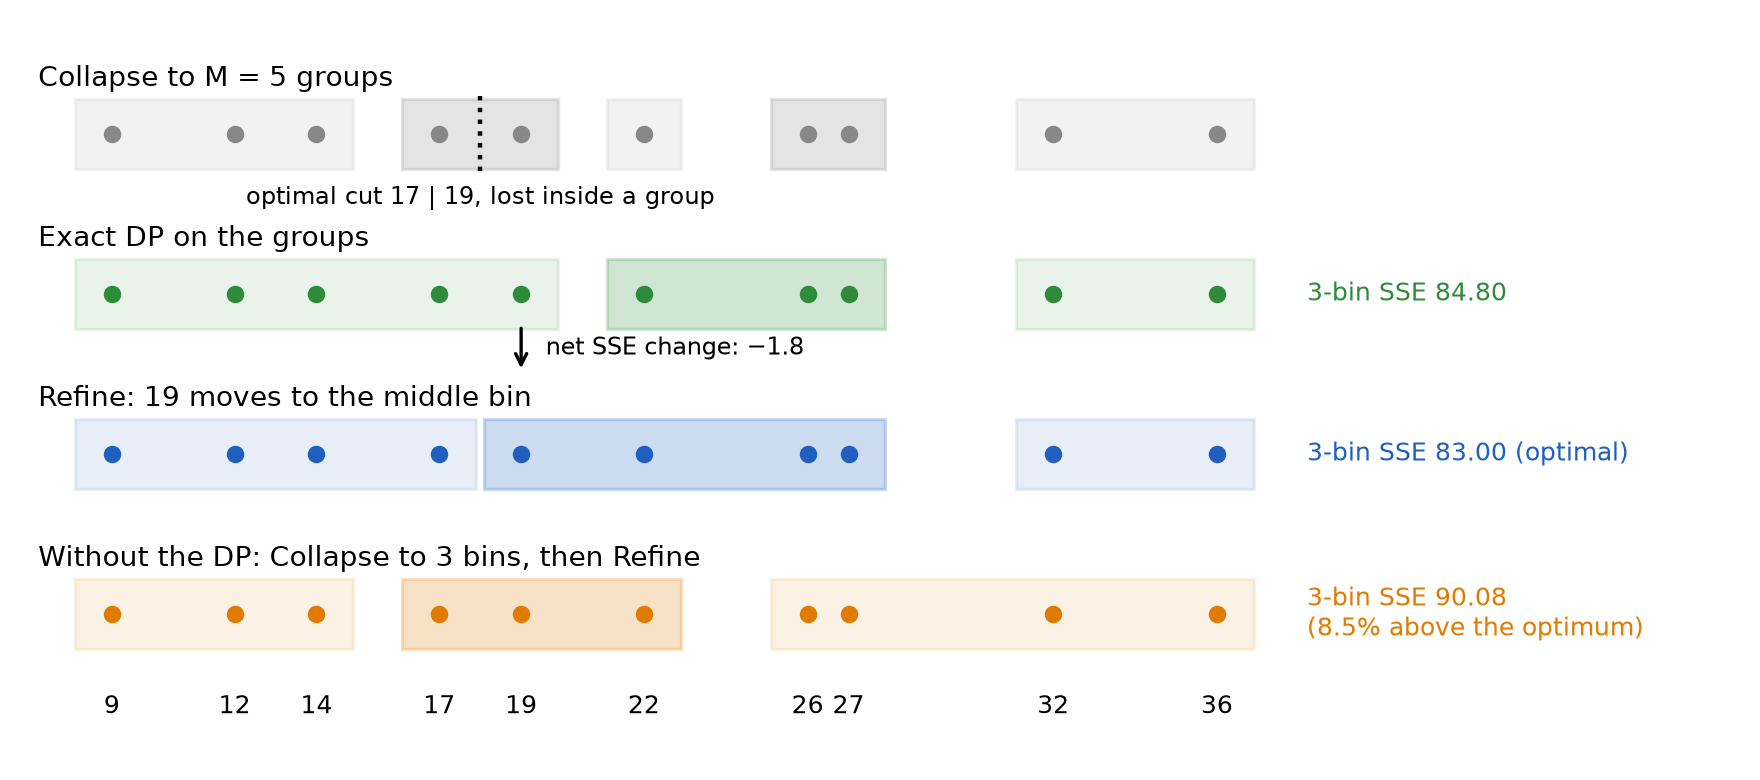 Collapse to M = 5 groups
optimal cut 17 | 19, lost inside a group
Exact DP on the groups
3-bin SSE 84.80
net SSE change: −1.8
Refine: 19 moves to the middle bin
3-bin SSE 83.00 (optimal)
Without the DP: Collapse to 3 bins, then Refine
3-bin SSE 90.08
(8.5% above the optimum)
9 12 14 17 19 22 26 27 32 36